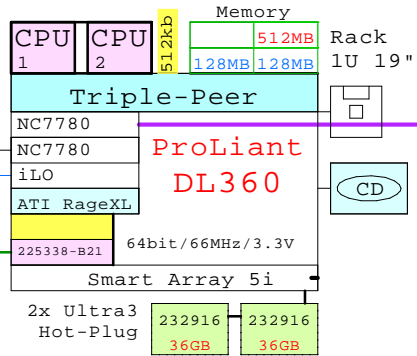 Memory
CPU
1
CPU
2
512kb
512MB
128MB
128MB
Rack
1U 19"
Triple-Peer
NC7780
NC7780
iLO
ATI RageXL
ProLiant
DL360
CD
225338-B21
64bit/66MHz/3.3V
Smart Array 5i
2x Ultra3
Hot-Plug
232916
36GB
232916
36GB